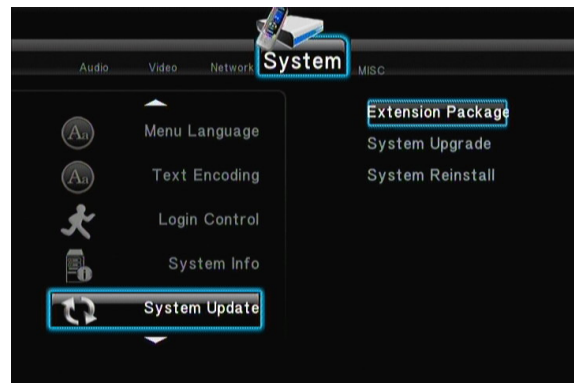 Audio
Video
Network
System
MISC
Menu Language
Text Encoding
Login Control
System Info
System Update
Extension Package
System Upgrade
System Reinstall